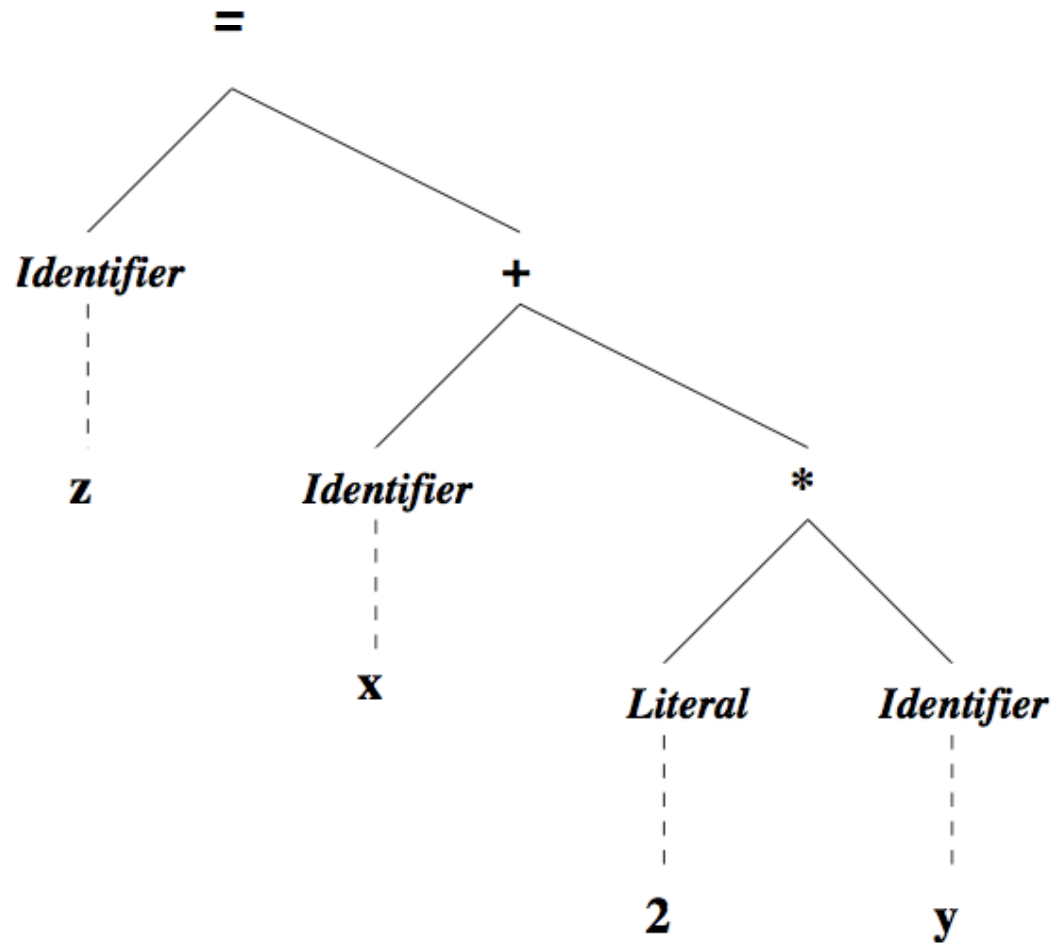 =
Identifier +
z Identifier *
x Literal Identifier
2 y